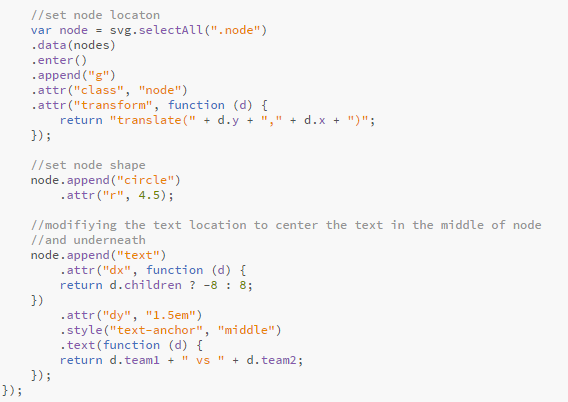 //set node locaton
var node = svg.selectAll(".node")
.data(nodes)
.enter()
.append("g")
.attr("class", "node")
.attr("transform", function (d) {
return "translate(" + d.y + "," + d.x + ")";
});
//set node shape
node.append("circle")
.attr("r", 4.5);
//modifiying the text location to center the text in the middle of node
//and underneath
node.append("text")
.attr("dx", function (d) {
return d.children ? -8 : 8;
})
.attr("dy", "1.5em")
.style("text-anchor", "middle")
.text(function (d) {
return d.team1 + " vs " + d.team2;
});
});